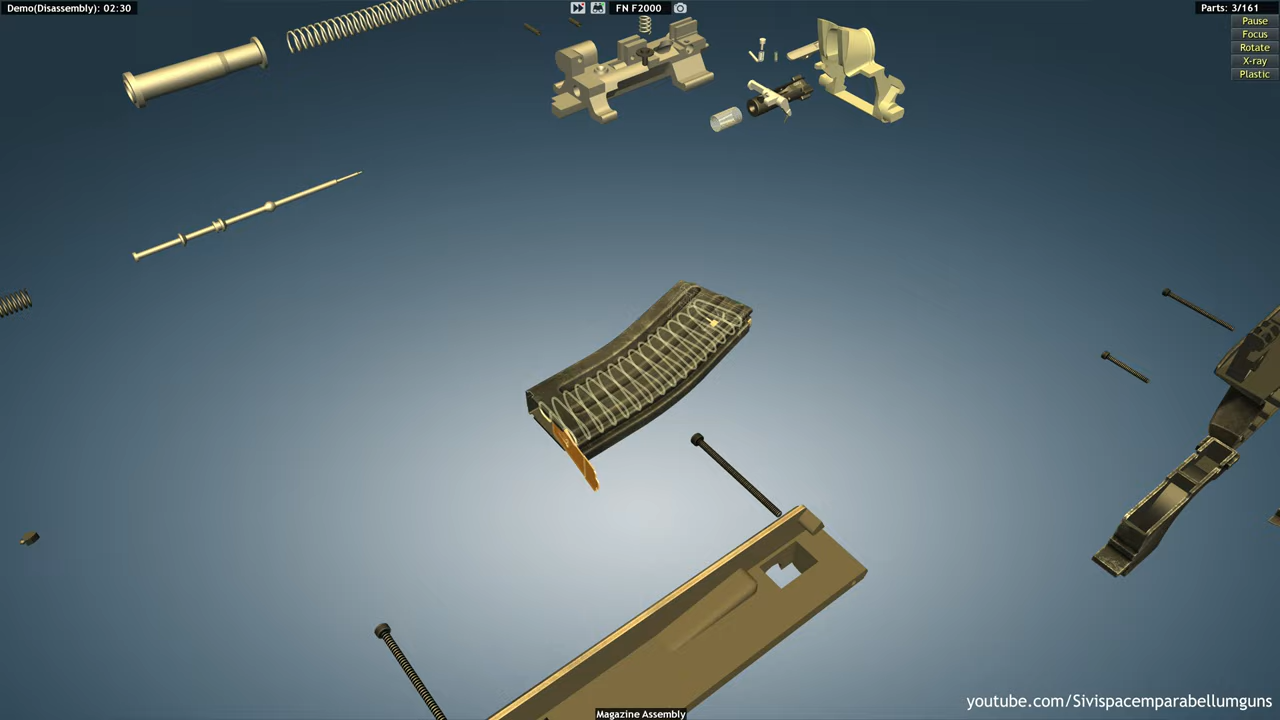 Demo(Disassembly): 02:30
FN F2000
Parts: 3/161
Pause
Focus
Rotate
X-ray
Plastic
youtube.com/Sivispacemparabellumguns
Magazine Assembly